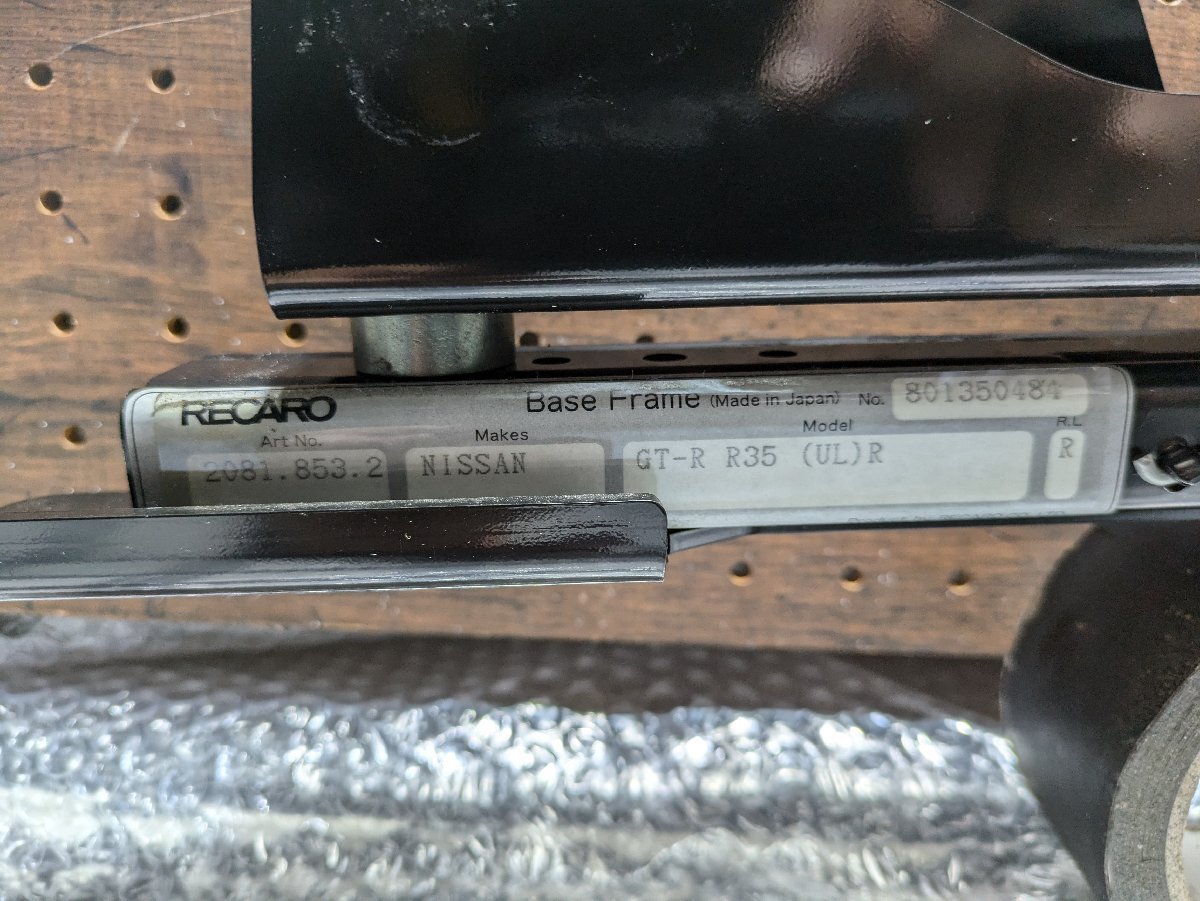 RECARO Base Frame (Made in Japan) No. 801350484
Art No. Makes Model R.L
2081.853.2 NISSAN GT-R R35 (UL)R R